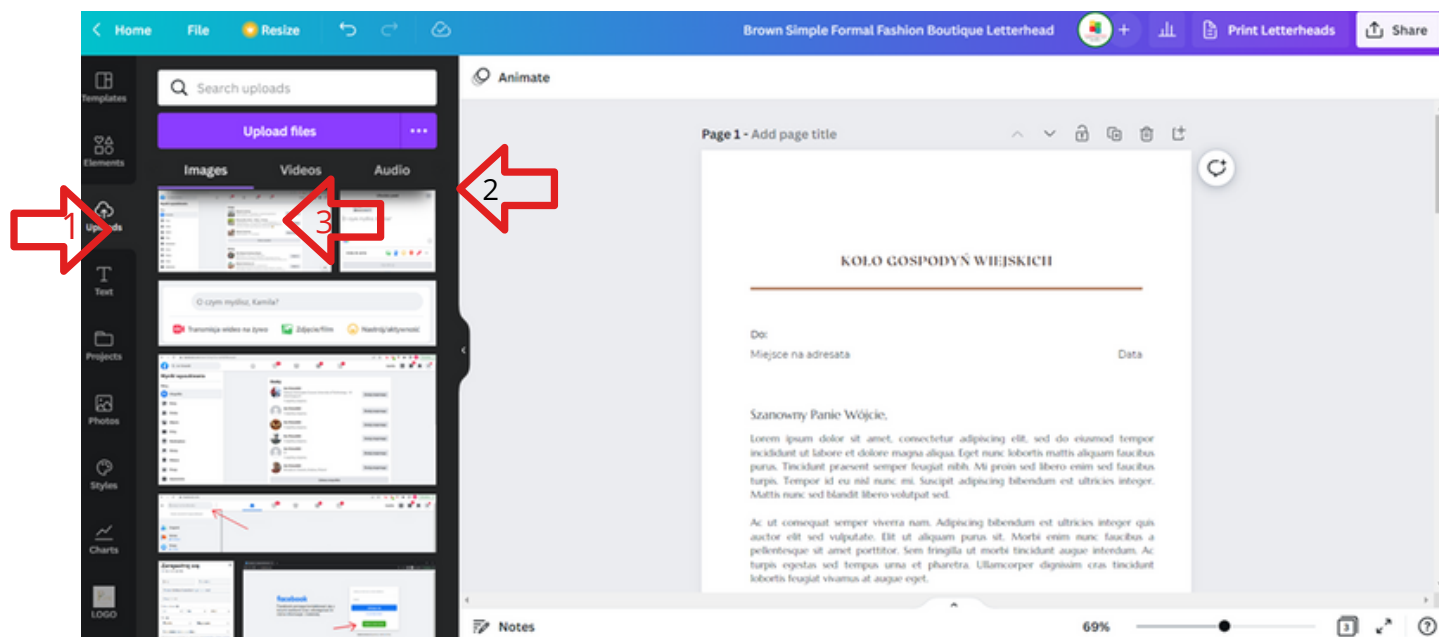 Home File Resize Brown Simple Formal Fashion Boutique Letterhead + Print Letterheads Share
Templates
Elements
Uploads
Text
Projects
Photos
Styles
Charts
LOGO
1
Search uploads
Upload files
Images Videos Audio
2
3
O czym myślisz, Kamila?
Transmisja wideo na żywo Zdjęcie/film Nastrój/aktywność
Zarejestruj się
facebook
Animate
Page 1 - Add page title
KOŁO GOSPODYŃ WIEJSKICH
Do:
Miejsce na adresata Data
Szanowny Panie Wójcie,
Lorem ipsum dolor sit amet, consectetur adipiscing elit, sed do eiusmod tempor
incididunt ut labore et dolore magna aliqua. Eget nunc lobortis mattis aliquam faucibus
purus. Tincidunt praesent semper feugiat nibh. Mi proin sed libero enim sed faucibus
turpis. Tempor id eu nisl nunc mi. Suscipit adipiscing bibendum est ultricies integer.
Mattis nunc sed blandit libero volutpat sed.
Ac ut consequat semper viverra nam. Adipiscing bibendum est ultricies integer quis
auctor elit sed vulputate. Elit ut aliquam purus sit. Morbi enim nunc faucibus a
pellentesque sit amet porttitor. Sem fringilla ut morbi tincidunt augue interdum. Ac
turpis egestas sed tempus urna et pharetra. Ullamcorper dignissim cras tincidunt
lobortis feugiat vivamus at augue eget.
Notes 69% 3